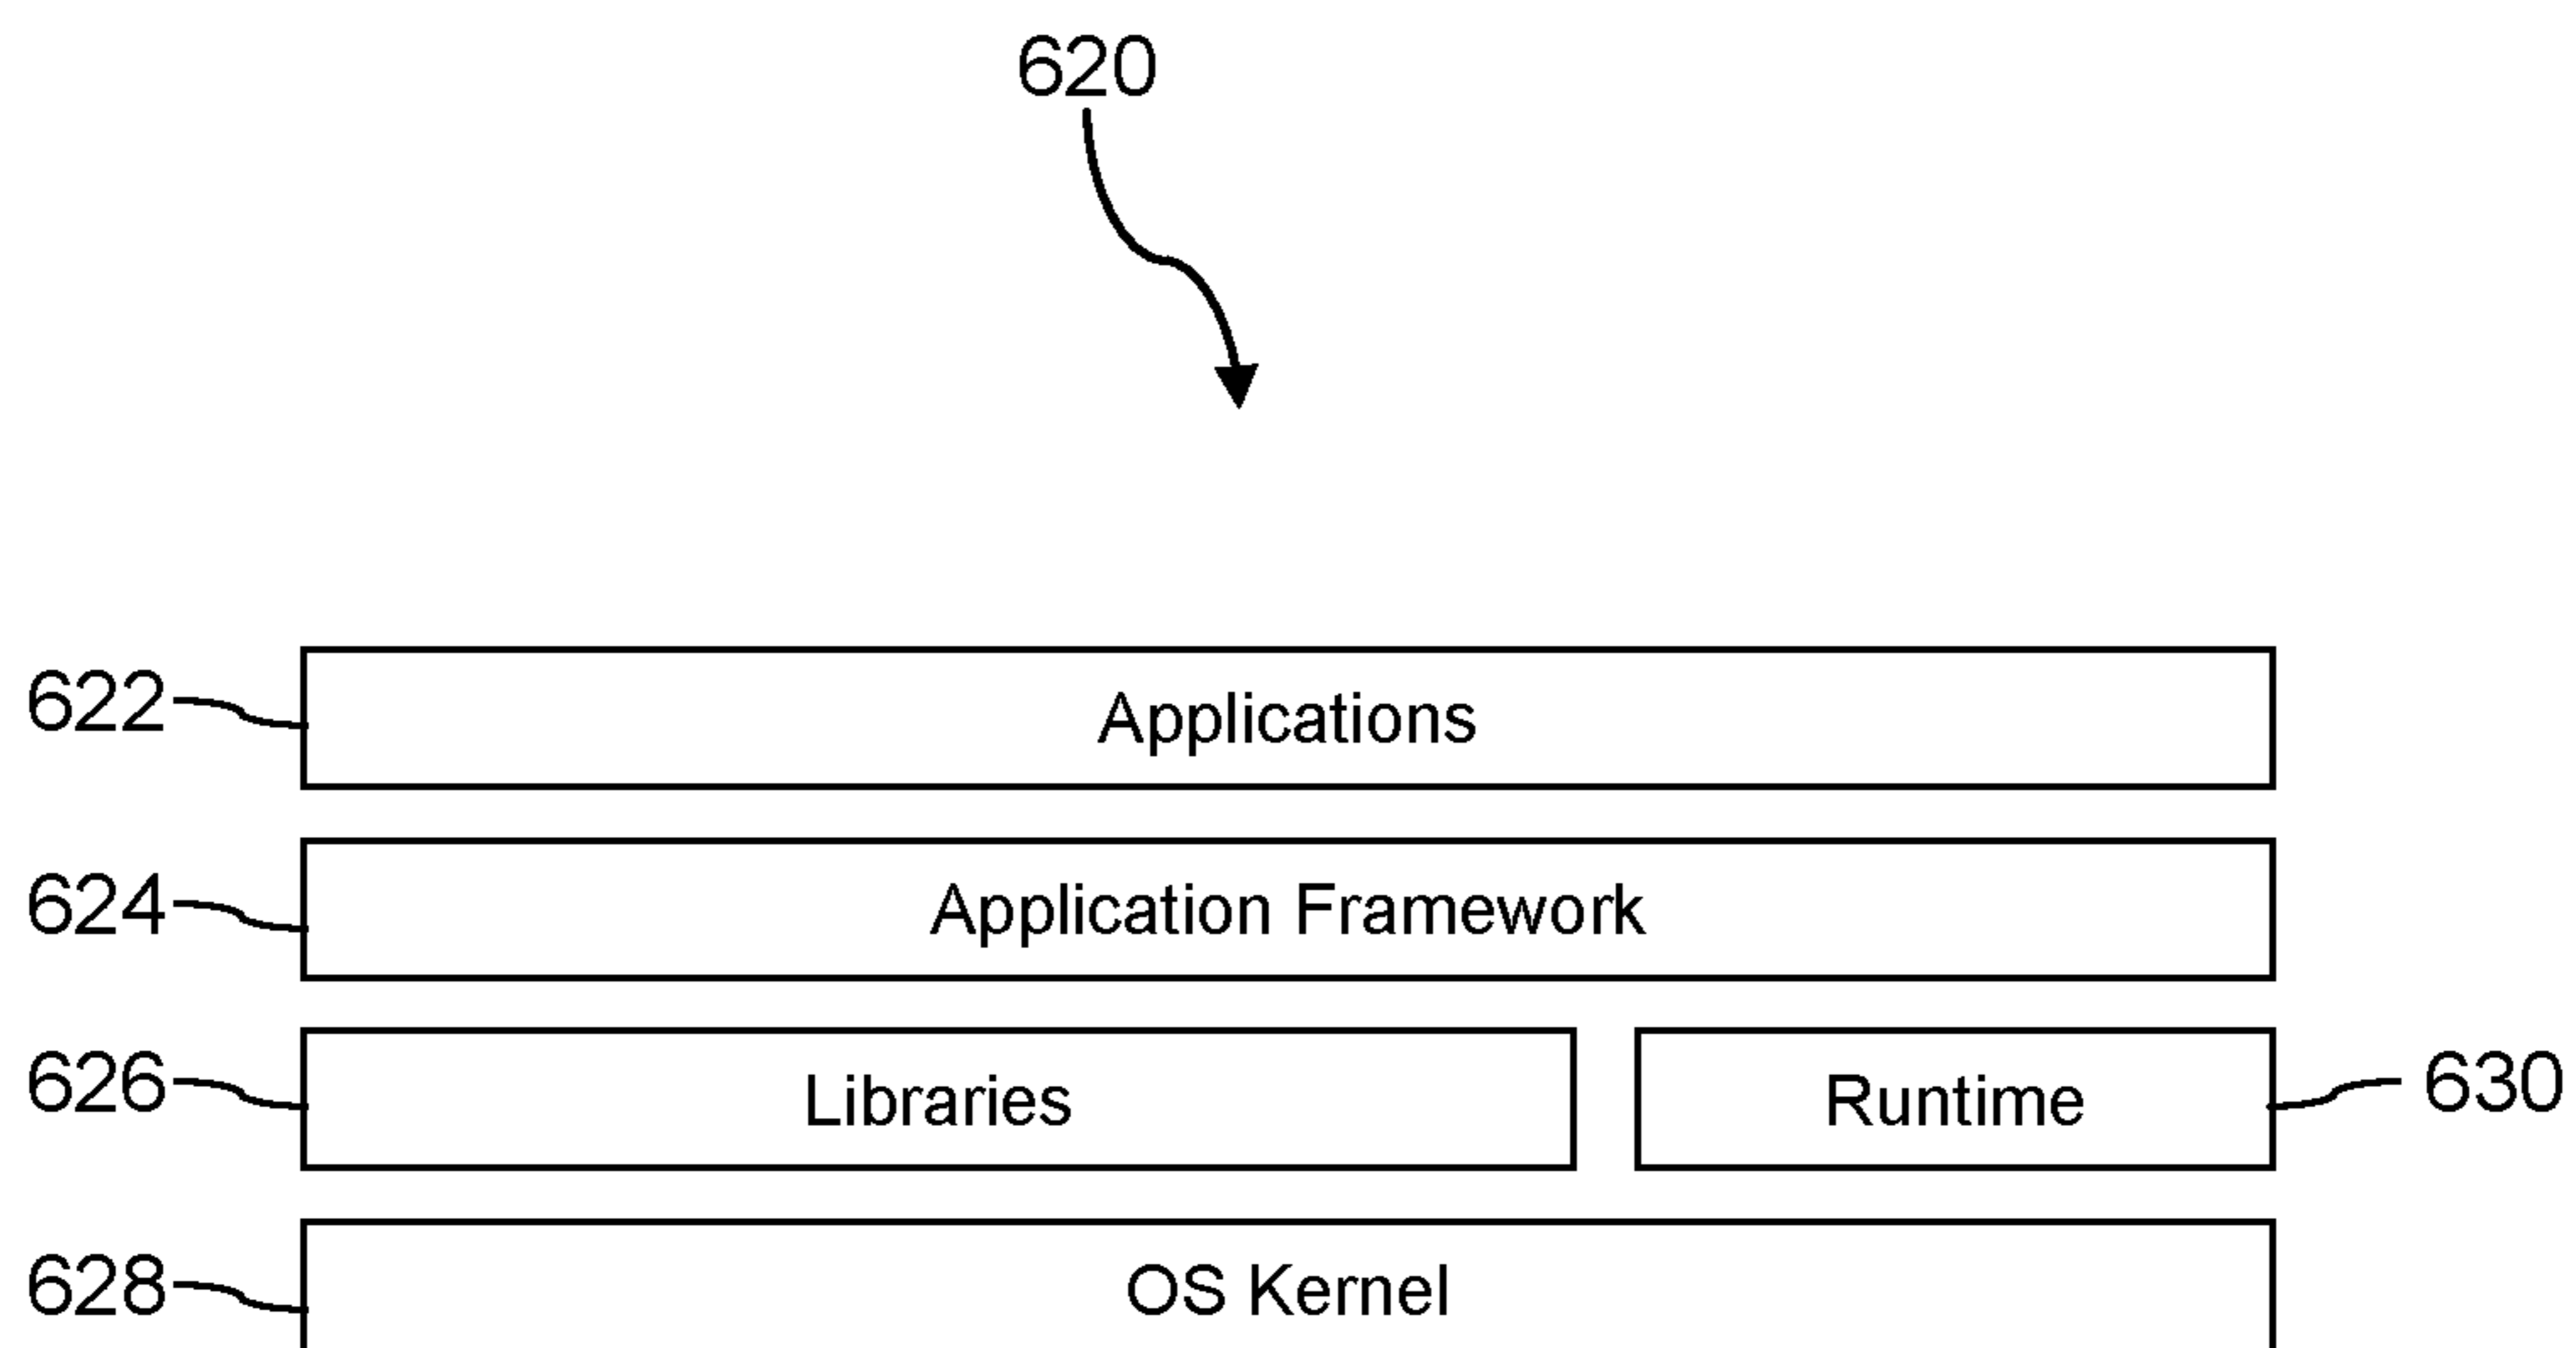 620
622 Applications
624 Application Framework
626 Libraries Runtime 630
628 OS Kernel